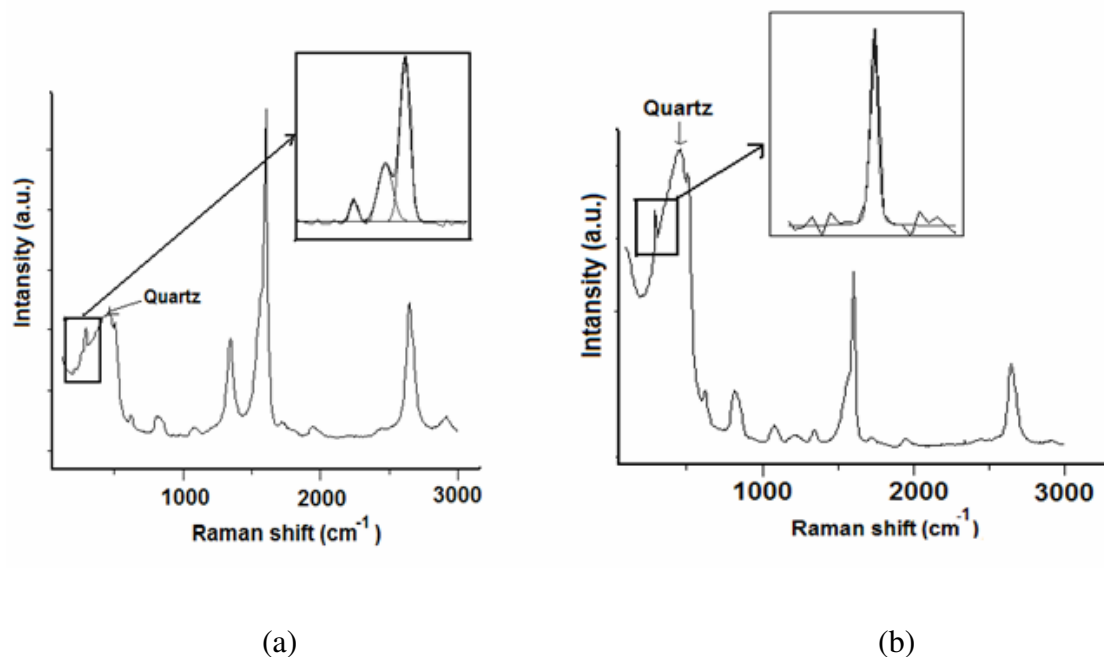 Intansity (a.u.)
Quartz
1000
2000
3000
Raman shift (cm-1 )
(a)
Intansity (a.u.)
Quartz
1000
2000
3000
Raman shift (cm-1 )
(b)